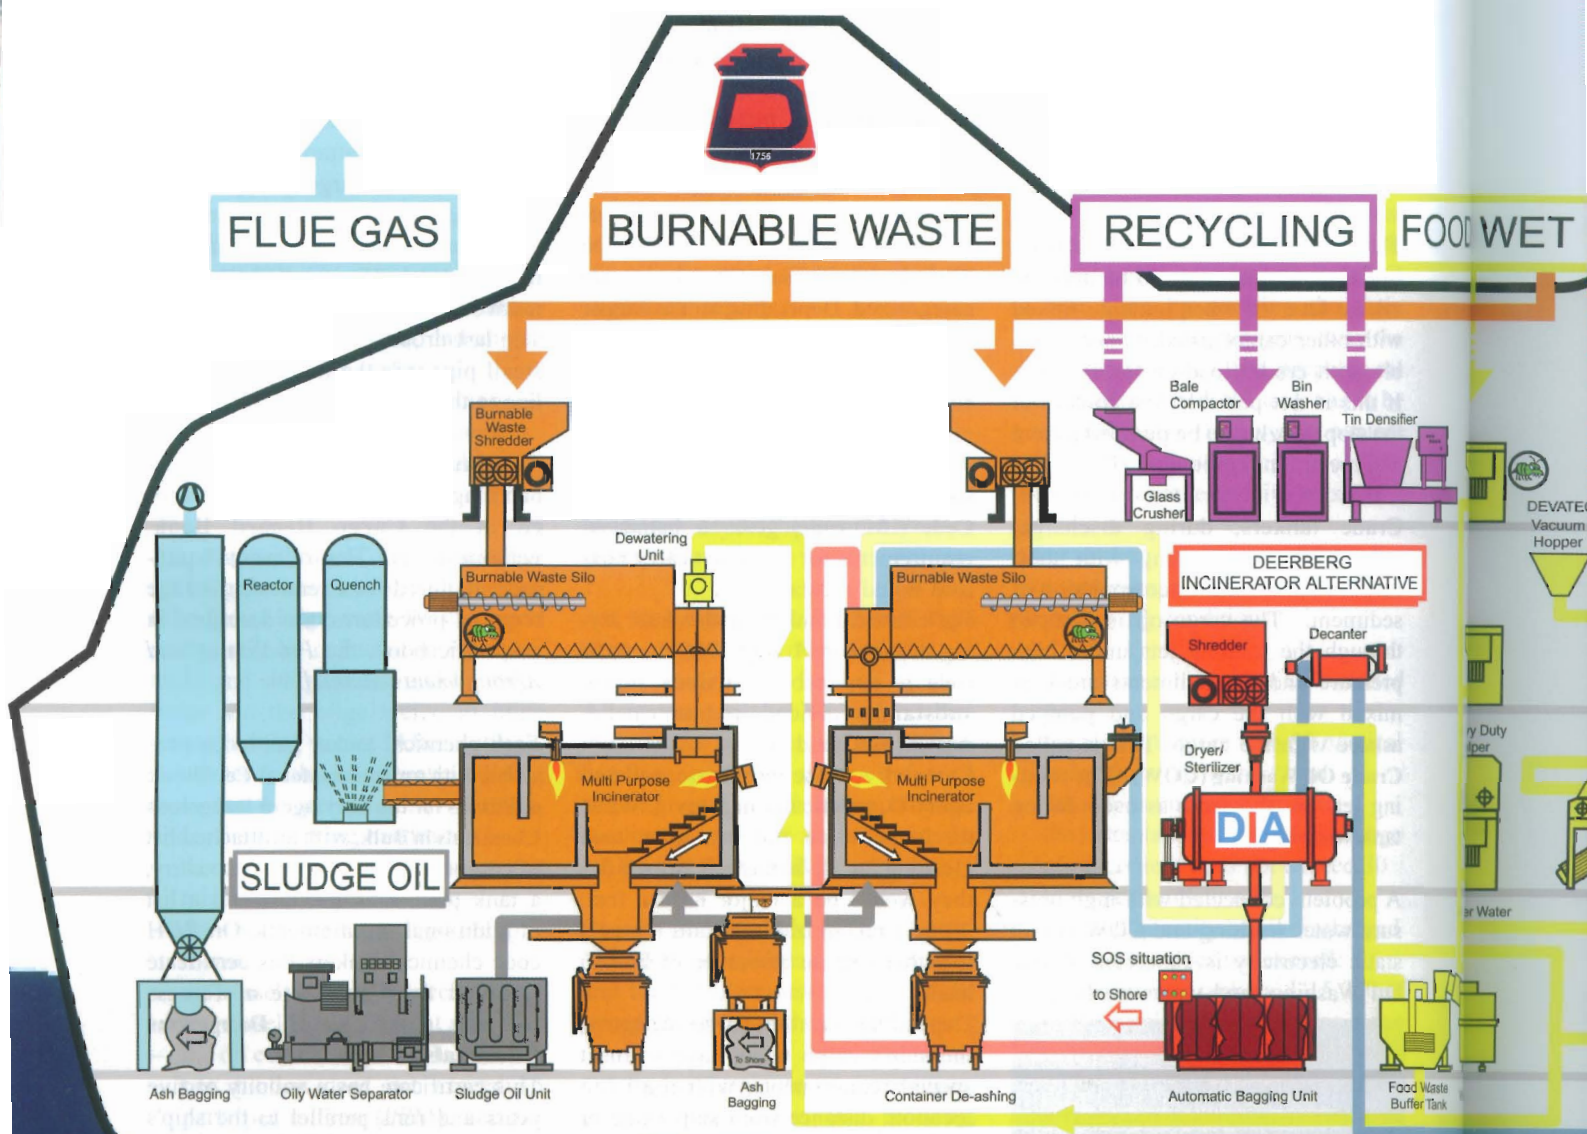 1756
FLUE GAS
BURNABLE WASTE
RECYCLING
FOOD WET
Burnable
Waste
Shredder
Bale
Compactor
Bin
Washer
Tin Densifier
Glass
Crusher
DEVATEC
Vacuum
Hopper
Dewatering
Unit
Reactor
Quench
Burnable Waste Silo
Burnable Waste Silo
DEERBERG
INCINERATOR ALTERNATIVE
Shredder
Decanter
Multi Purpose
Incinerator
Multi Purpose
Incinerator
Dryer/
Sterilizer
DIA
SLUDGE OIL
Water
SOS situation
to Shore
To Shore
Ash Bagging
Oily Water Separator
Sludge Oil Unit
Ash
Bagging
Container De-ashing
Automatic Bagging Unit
Food Waste
Buffer Tank